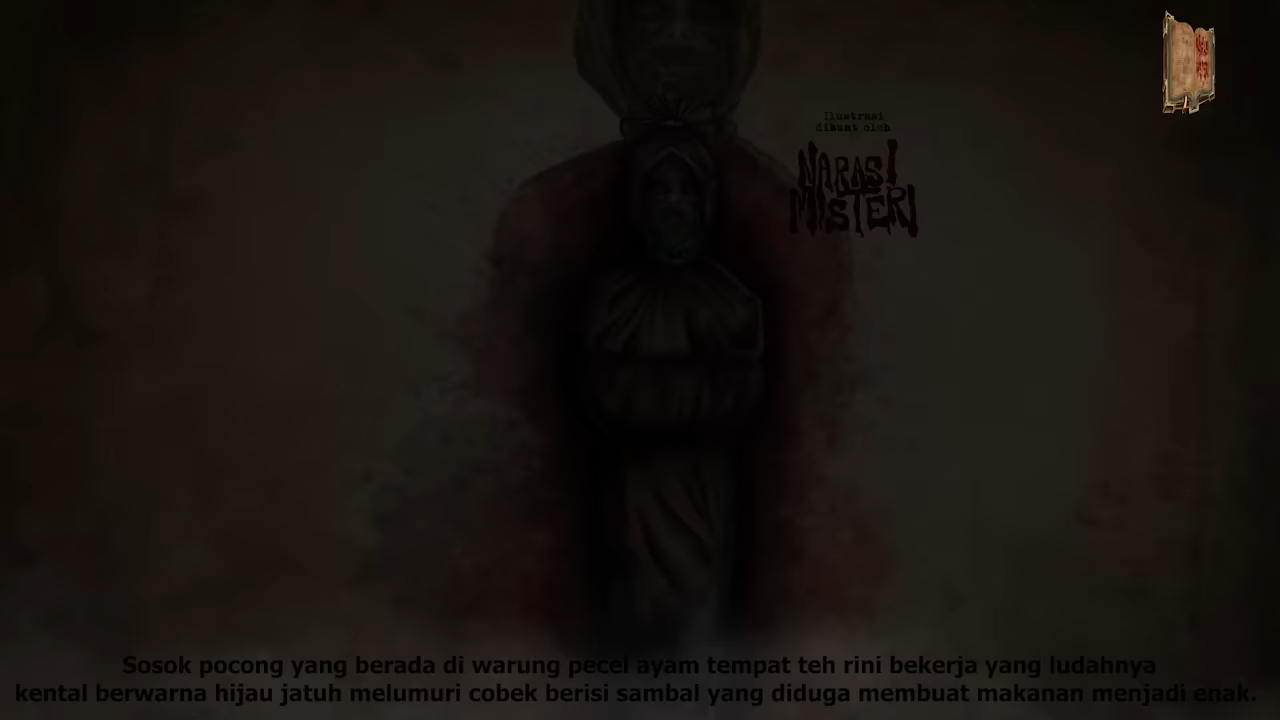 Ilustrasi
dibuat oleh
NARASI
MISTERI
Sosok pocong yang berada di warung pecel ayam tempat teh rini bekerja yang ludahnya
kental berwarna hijau jatuh melumuri cobek berisi sambal yang diduga membuat makanan menjadi enak.